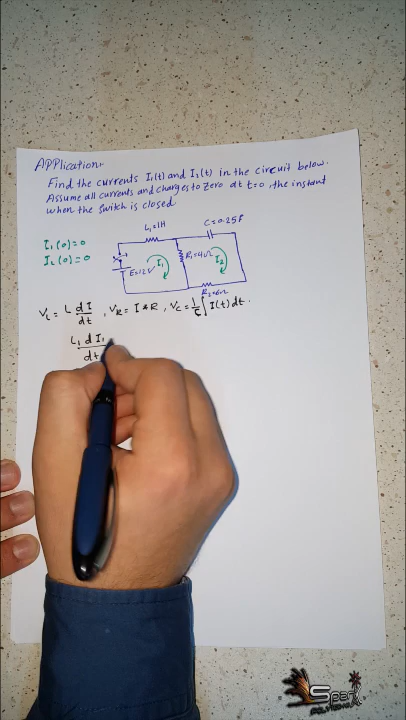 APPlication:-
Find the currents I₁(t) and I₂(t) in the circuit below.
Assume all currents and charges to Zero at t=0, the instant
when the switch is closed.
L₁=1H
C=0.25F
I₁(0)=0
I₂(0)=0
R₁=4Ω
E=12V
I₁
I₂
R₂=6Ω
V_L = L dI/dt , V_R = I*R , V_C = 1/C ∫ I(t) dt.
L₁ dI₁/dt
Spark